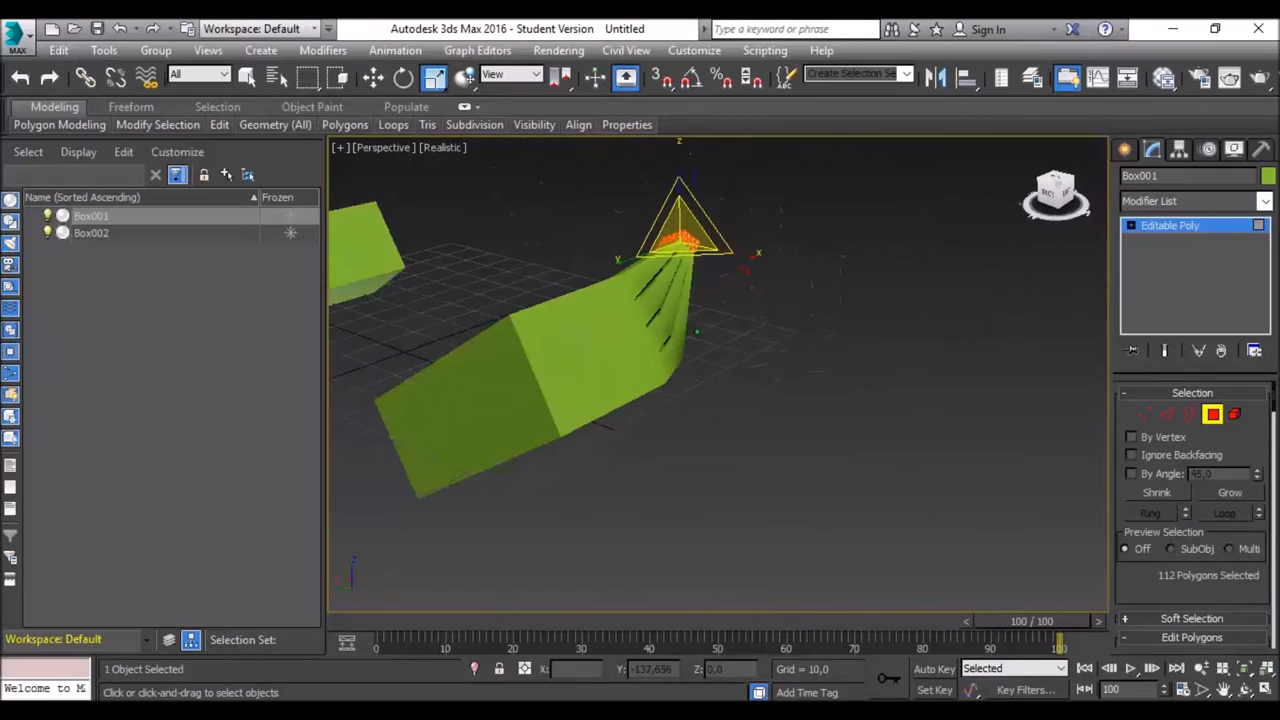 Workspace: Default
Autodesk 3ds Max 2016 - Student Version Untitled
Type a keyword or phrase
Sign In
MAX
Edit Tools Group Views Create Modifiers Animation Graph Editors Rendering Civil View Customize Scripting Help
All
View
Create Selection Se
Modeling Freeform Selection Object Paint Populate
Polygon Modeling Modify Selection Edit Geometry (All) Polygons Loops Tris Subdivision Visibility Align Properties
Select Display Edit Customize
Name (Sorted Ascending) Frozen
Box001
Box002
[+] [Perspective] [Realistic]
z
x
y
z
Box001
Modifier List
Editable Poly
Selection
By Vertex
Ignore Backfacing
By Angle: 45,0
Shrink Grow
Ring Loop
Preview Selection
Off SubObj Multi
112 Polygons Selected
Soft Selection
Edit Polygons
100 / 100
Workspace: Default
Selection Set:
0 10 20 30 40 50 60 70 80 90 100
1 Object Selected
X: Y: -137,656 Z: 0,0
Grid = 10,0
Auto Key Selected
Welcome to M
Click or click-and-drag to select objects
Add Time Tag
Set Key Key Filters... 100